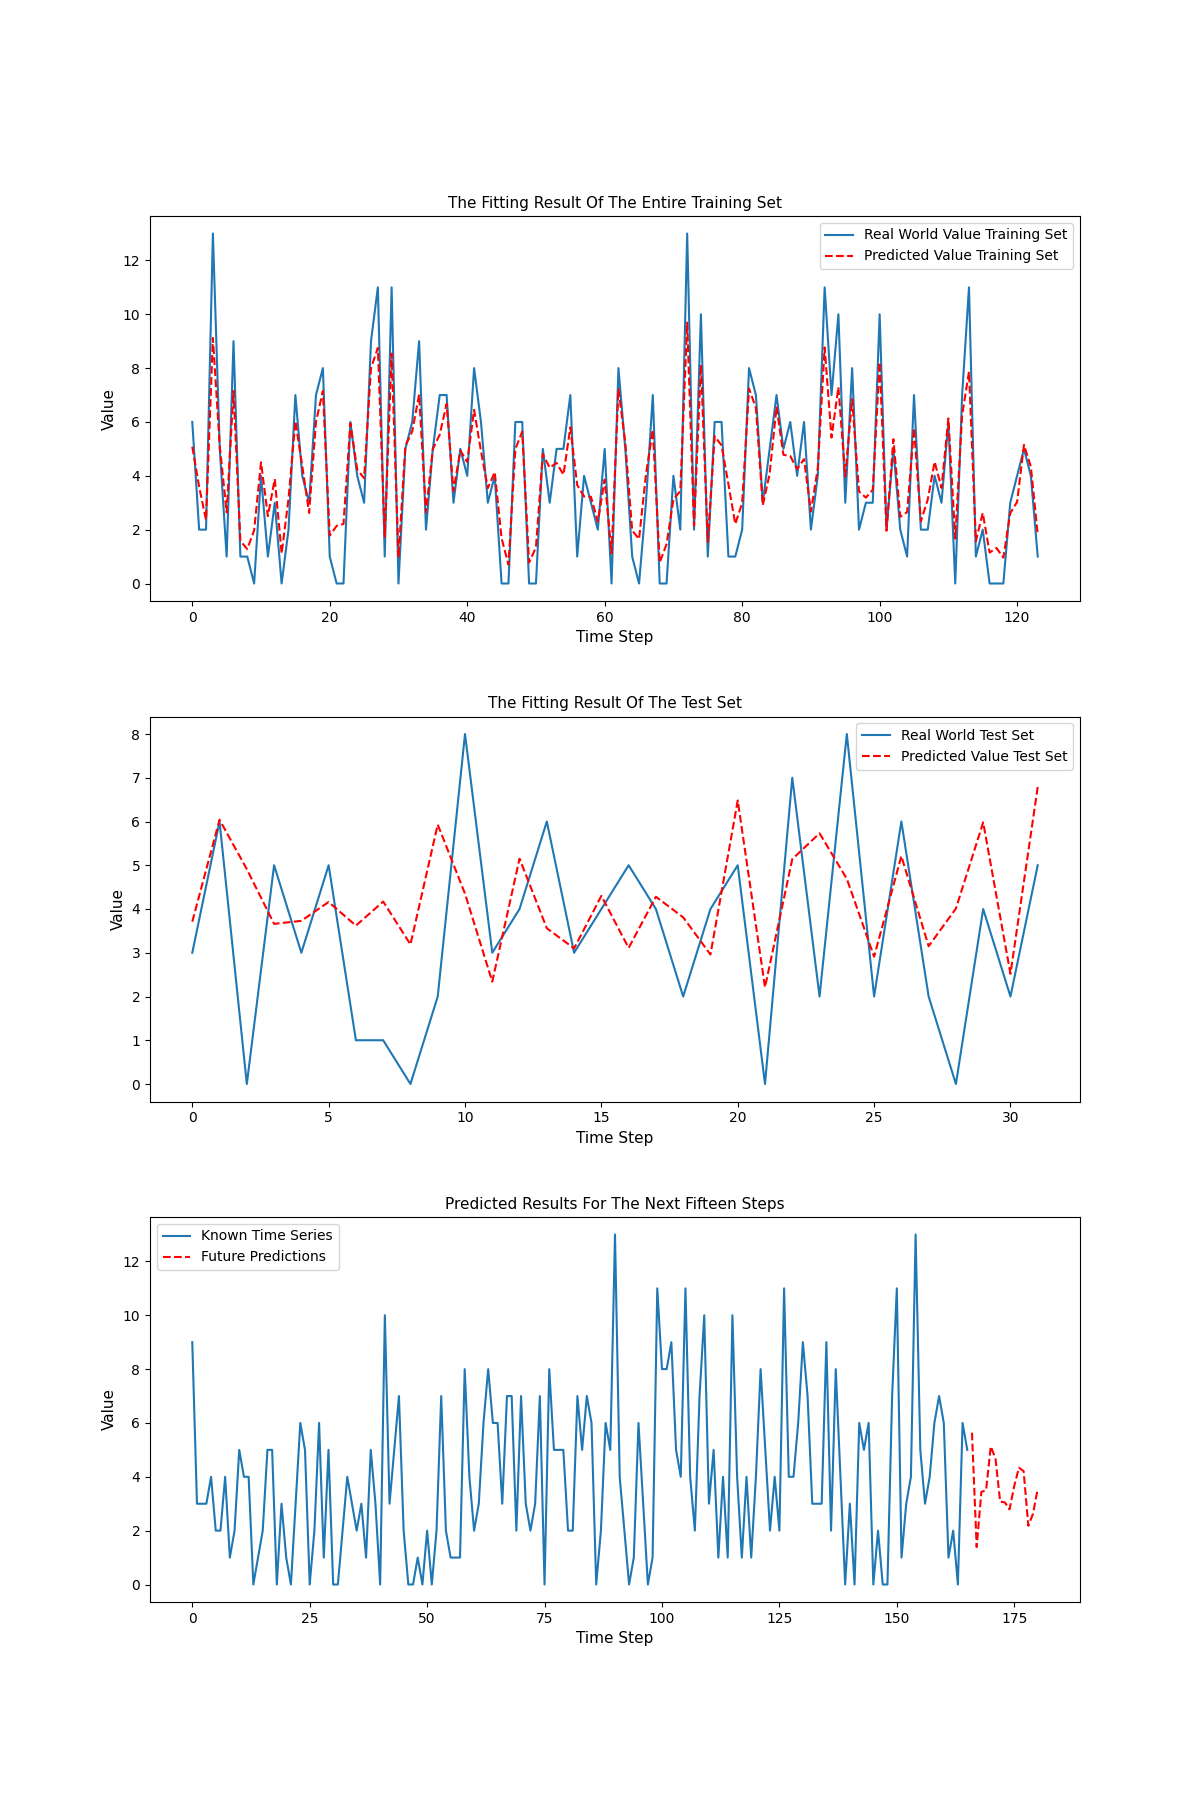 The Fitting Result Of The Entire Training Set
Real World Value Training Set
Predicted Value Training Set
Value
12
10
8
6
4
2
0
0 20 40 60 80 100 120
Time Step
The Fitting Result Of The Test Set
Real World Test Set
Predicted Value Test Set
Value
8
7
6
5
4
3
2
1
0
0 5 10 15 20 25 30
Time Step
Predicted Results For The Next Fifteen Steps
Known Time Series
Future Predictions
Value
12
10
8
6
4
2
0
0 25 50 75 100 125 150 175
Time Step